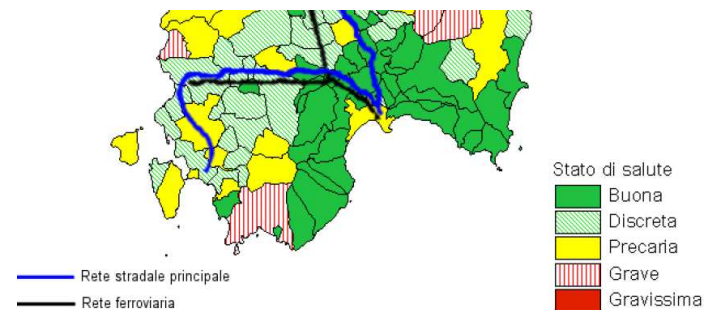 Stato di salute
Buona
Discreta
Precaria
Grave
Gravissima
Rete stradale principale
Rete ferroviaria